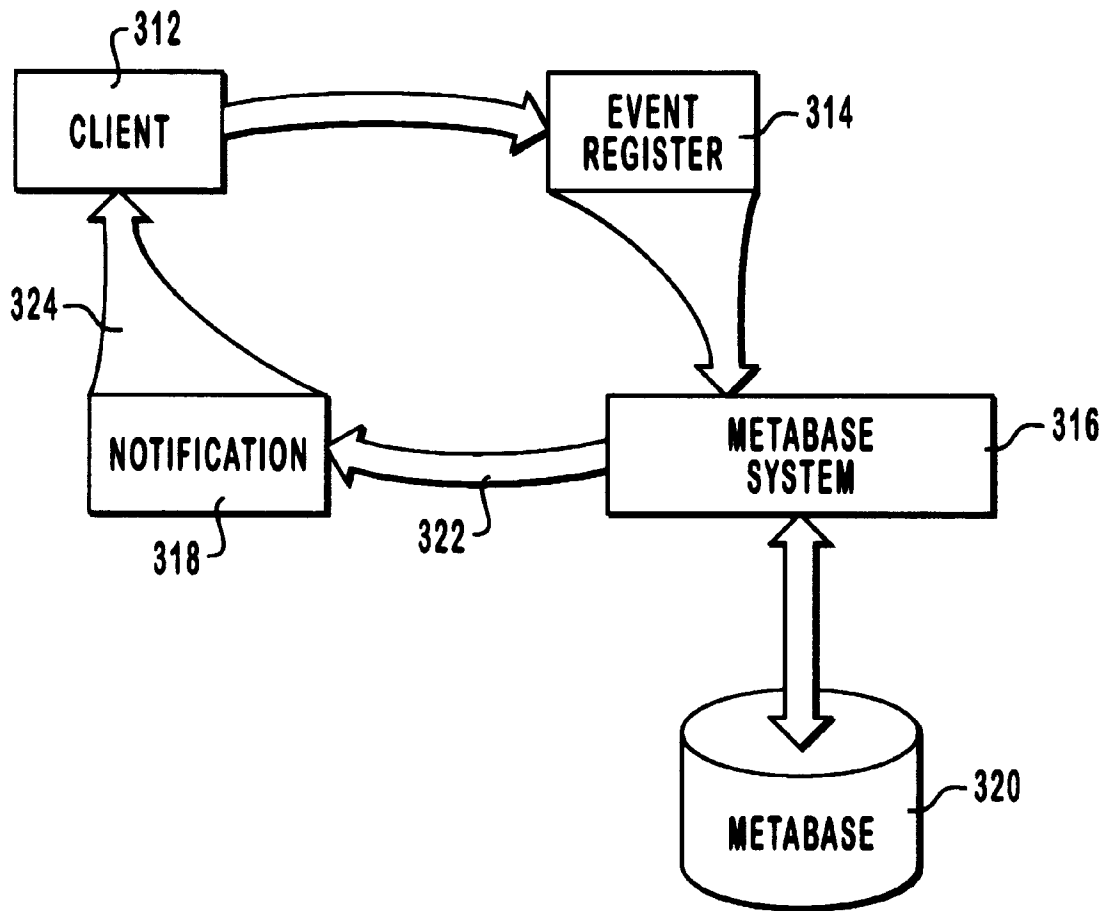 312
CLIENT
EVENT
REGISTER
314
324
NOTIFICATION
318
322
METABASE
SYSTEM
316
320
METABASE